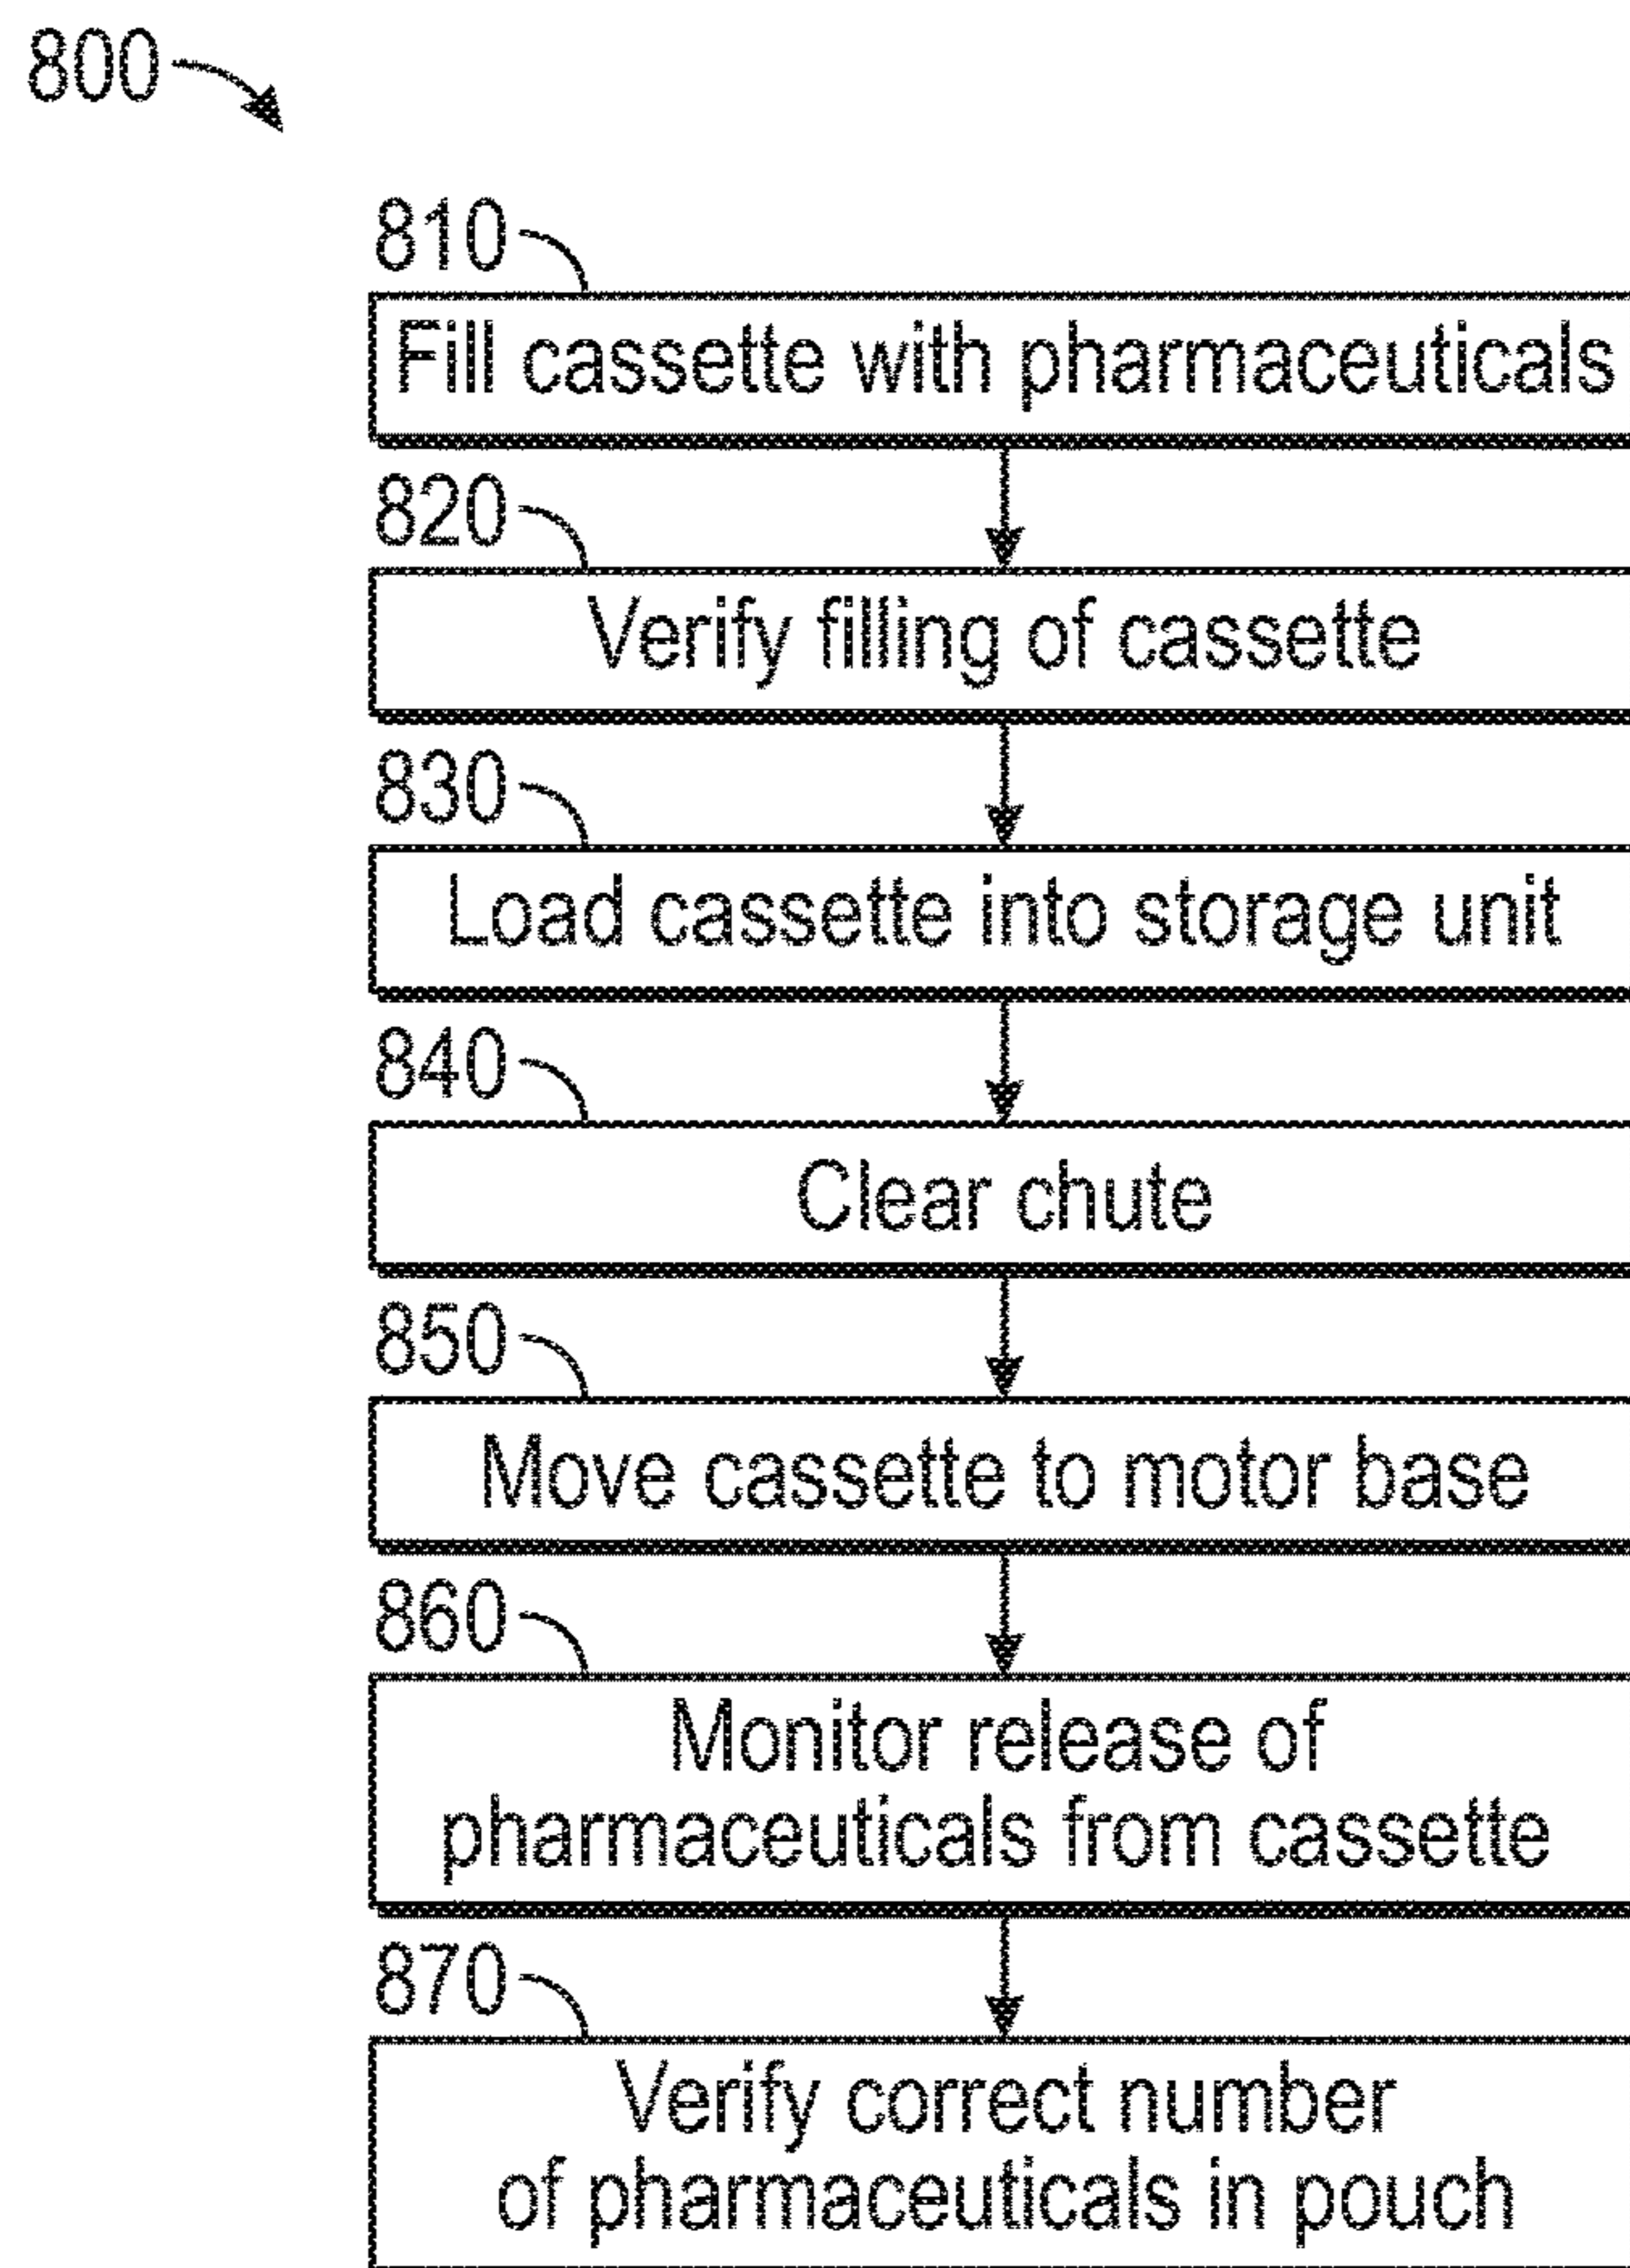 800
810
Fill cassette with pharmaceuticals
820
Verify filling of cassette
830
Load cassette into storage unit
840
Clear chute
850
Move cassette to motor base
860
Monitor release of
pharmaceuticals from cassette
870
Verify correct number
of pharmaceuticals in pouch